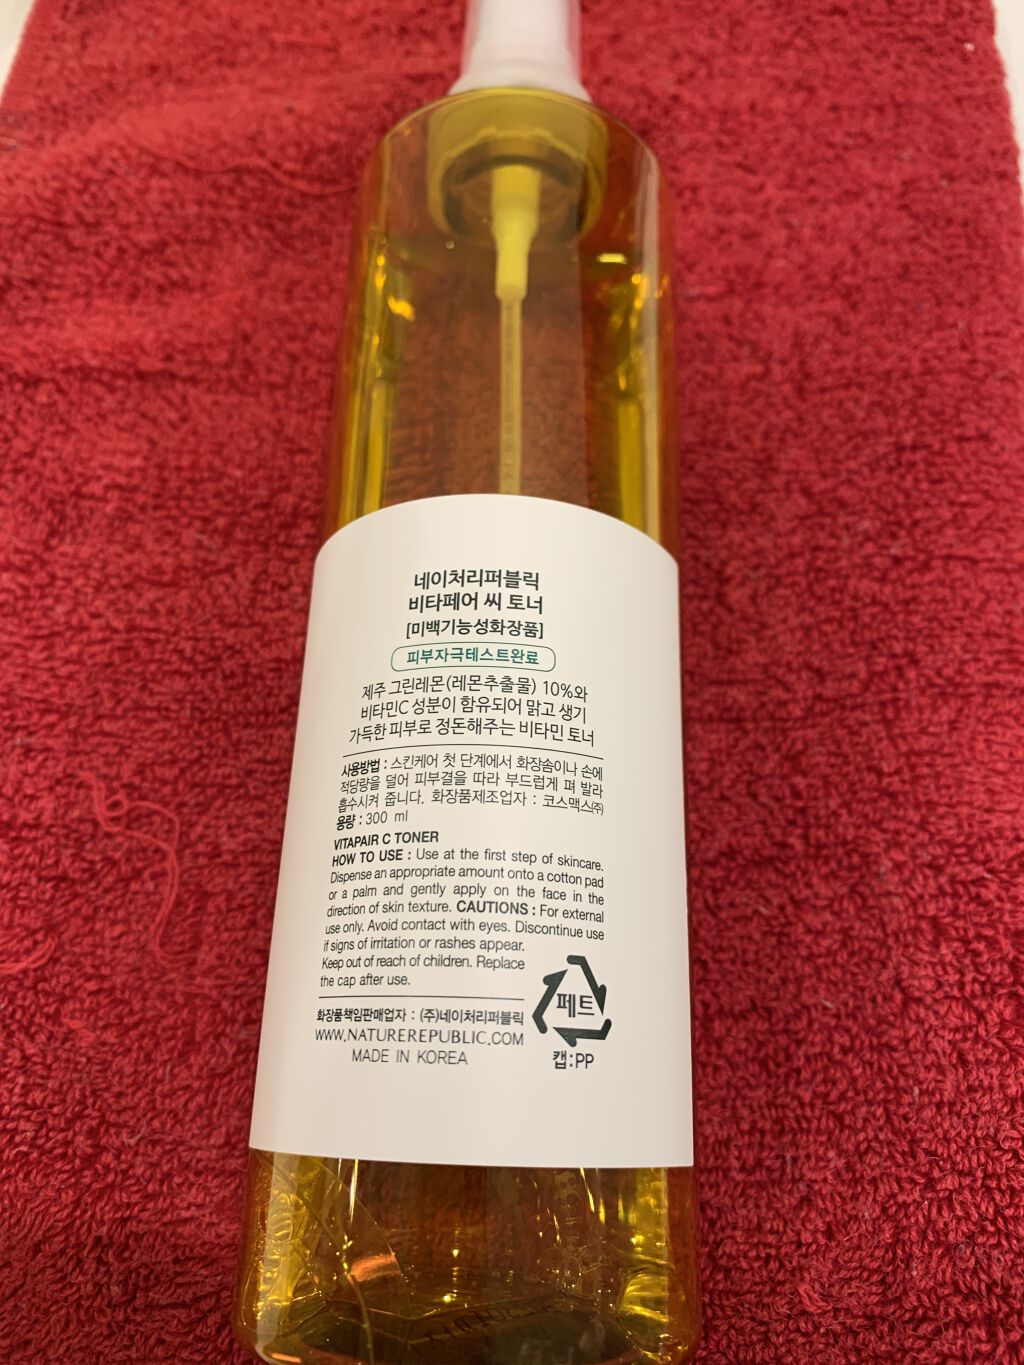 네이처리퍼블릭
비타페어 씨 토너
[미백기능성화장품]
피부자극테스트완료
제주 그린레몬(레몬추출물) 10%와
비타민C 성분이 함유되어 맑고 생기
가득한 피부로 정돈해주는 비타민 토너
사용방법 : 스킨케어 첫 단계에서 화장솜이나 손에
적당량을 덜어 피부결을 따라 부드럽게 펴 발라
흡수시켜 줍니다. 화장품제조업자 : 코스맥스㈜
용량 : 300 ml
VITAPAIR C TONER
HOW TO USE : Use at the first step of skincare.
Dispense an appropriate amount onto a cotton pad
or a palm and gently apply on the face in the
direction of skin texture. CAUTIONS : For external
use only. Avoid contact with eyes. Discontinue use
if signs of irritation or rashes appear.
Keep out of reach of children. Replace
the cap after use.
페트
캡:PP
화장품책임판매업자 : (주)네이처리퍼블릭
WWW.NATUREREPUBLIC.COM
MADE IN KOREA